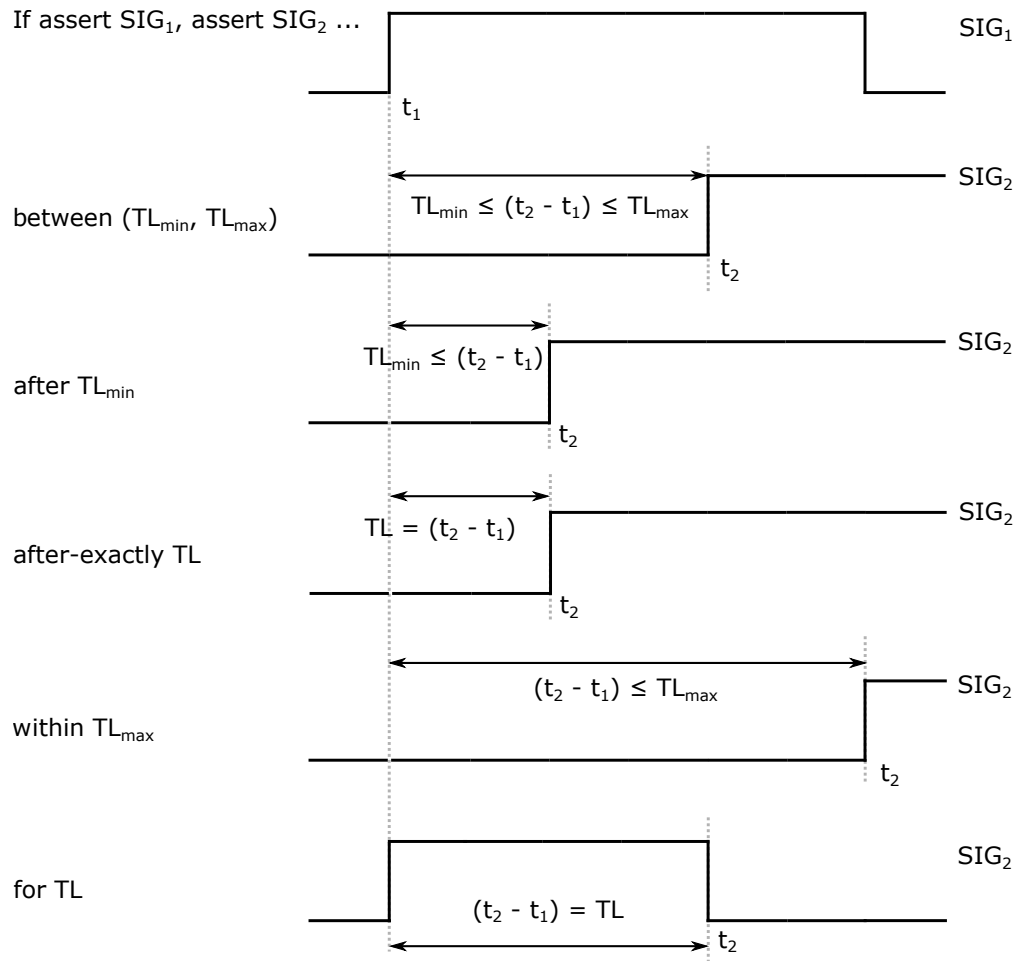 If assert SIG₁, assert SIG₂ ...
SIG₁
t₁
SIG₂
TLₘᵢₙ ≤ (t₂ - t₁) ≤ TLₘₐₓ
between (TLₘᵢₙ, TLₘₐₓ)
t₂
SIG₂
TLₘᵢₙ ≤ (t₂ - t₁)
after TLₘᵢₙ
t₂
SIG₂
TL = (t₂ - t₁)
after-exactly TL
t₂
SIG₂
(t₂ - t₁) ≤ TLₘₐₓ
within TLₘₐₓ
t₂
SIG₂
for TL
(t₂ - t₁) = TL
t₂